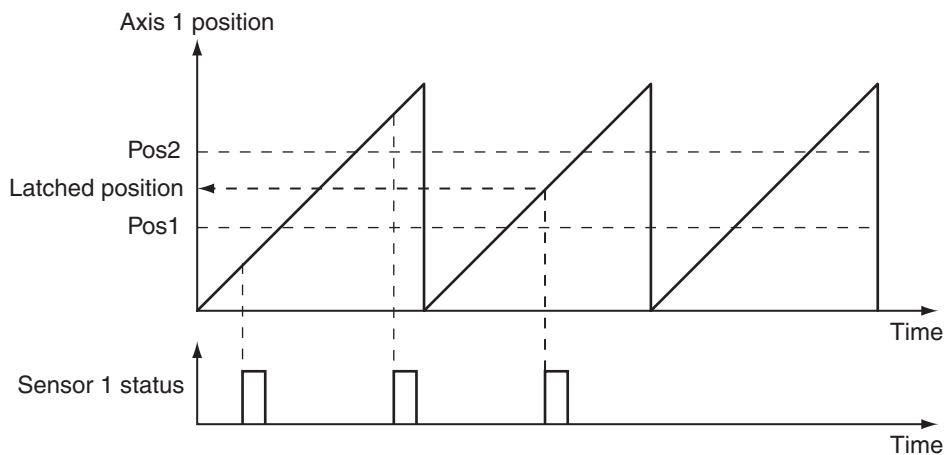 Axis 1 position
Pos2
Latched position
Pos1
Time
Sensor 1 status
Time